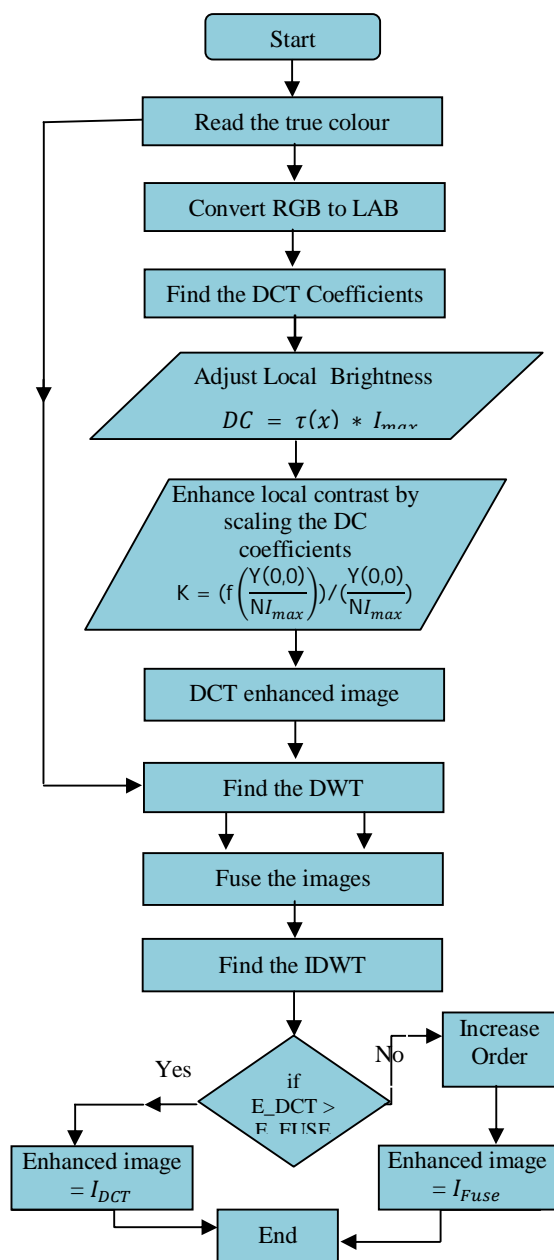 Start
Read the true colour
Convert RGB to LAB
Find the DCT Coefficients
Adjust Local Brightness
DC = τ(x) * I_max
Enhance local contrast by
scaling the DC
coefficients
K = (f(Y(0,0)/NI_max))/(Y(0,0)/NI_max)
DCT enhanced image
Find the DWT
Fuse the images
Find the IDWT
Yes
No
if
E_DCT >
E_FUSE
Increase
Order
Enhanced image
= I_DCT
Enhanced image
= I_Fuse
End